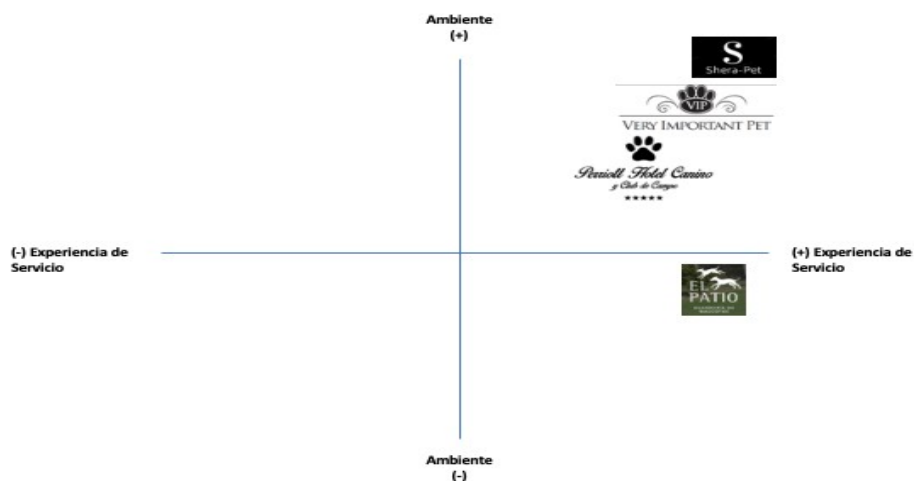 Ambiente
(+)
S
Shera-Pet
VIP
VERY IMPORTANT PET
Perriott Hotel Canino
y Club de Campo
(-) Experiencia de
Servicio
(+) Experiencia de
Servicio
EL
PATIO
Ambiente
(-)